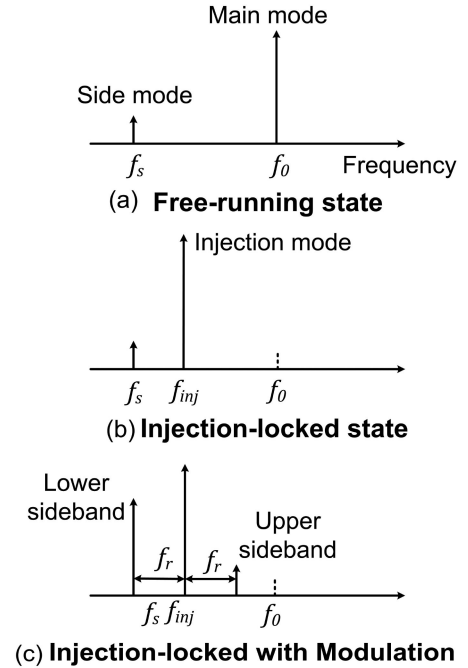 Main mode
Side mode
fs
f0
Frequency
(a) Free-running state
Injection mode
fs
finj
f0
(b) Injection-locked state
Lower
sideband
Upper
sideband
fr
fr
fs finj
f0
(c) Injection-locked with Modulation